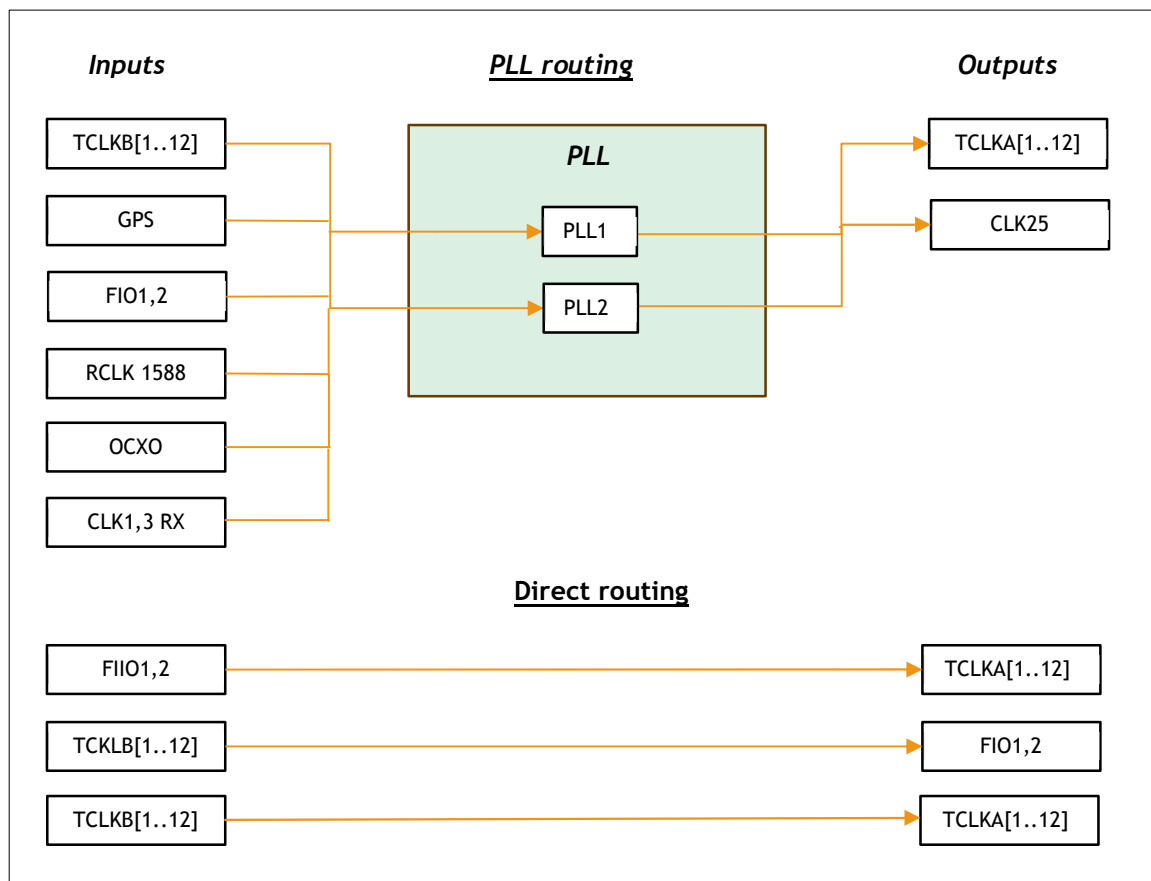 Inputs
PLL routing
Outputs
TCLKB[1..12]
GPS
FIO1,2
RCLK 1588
OCXO
CLK1,3 RX
PLL
PLL1
PLL2
TCLKA[1..12]
CLK25
Direct routing
FIIO1,2
TCLKA[1..12]
TCKLB[1..12]
FIO1,2
TCLKB[1..12]
TCLKA[1..12]